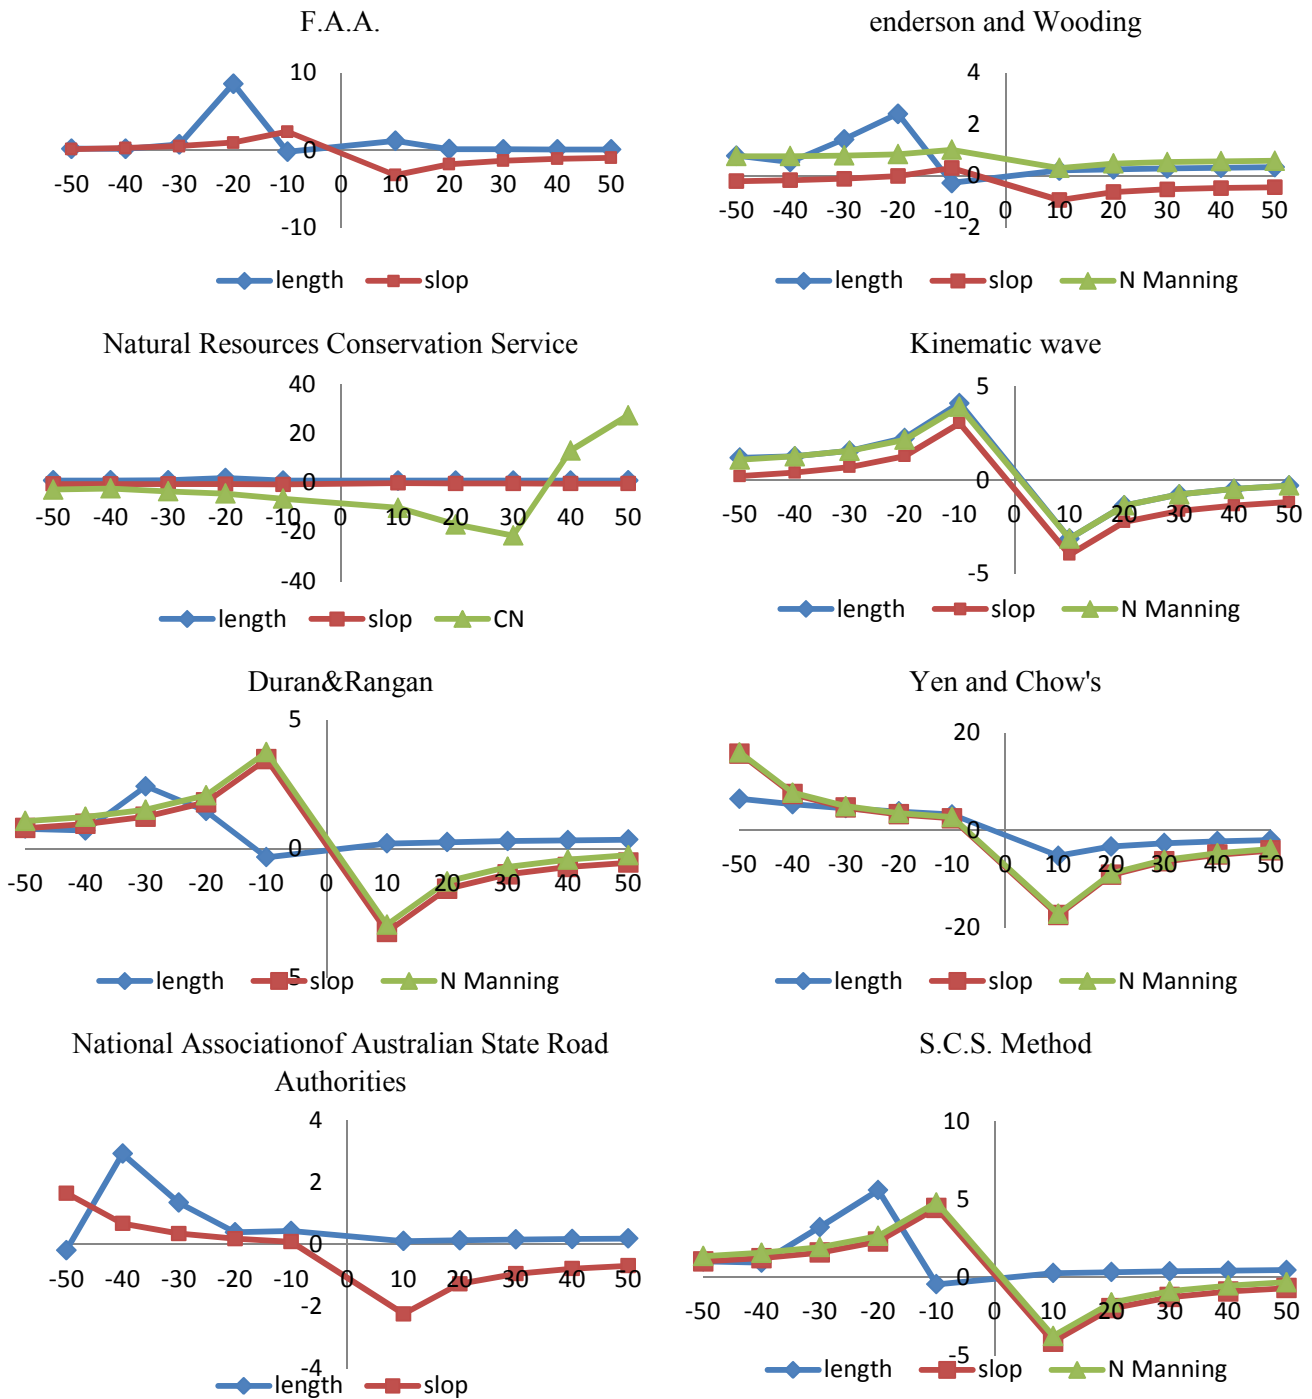 F.A.A.
10
0
-10
-50 -40 -30 -20 -10 0 10 20 30 40 50
length slop
enderson and Wooding
4
2
0
-2
-50 -40 -30 -20 -10 0 10 20 30 40 50
length slop N Manning
Natural Resources Conservation Service
40
20
0
-20
-40
-50 -40 -30 -20 -10 0 10 20 30 40 50
length slop CN
Kinematic wave
5
0
-5
-50 -40 -30 -20 -10 0 10 20 30 40 50
length slop N Manning
Duran&Rangan
5
0
-50 -40 -30 -20 -10 0 10 20 30 40 50
-5
length slop N Manning
Yen and Chow's
20
0
-20
-50 -40 -30 -20 -10 0 10 20 30 40 50
length slop N Manning
National Associationof Australian State Road
Authorities
4
2
0
-2
-4
-50 -40 -30 -20 -10 0 10 20 30 40 50
length slop
S.C.S. Method
10
5
0
-5
-50 -40 -30 -20 -10 0 10 20 30 40 50
length slop N Manning